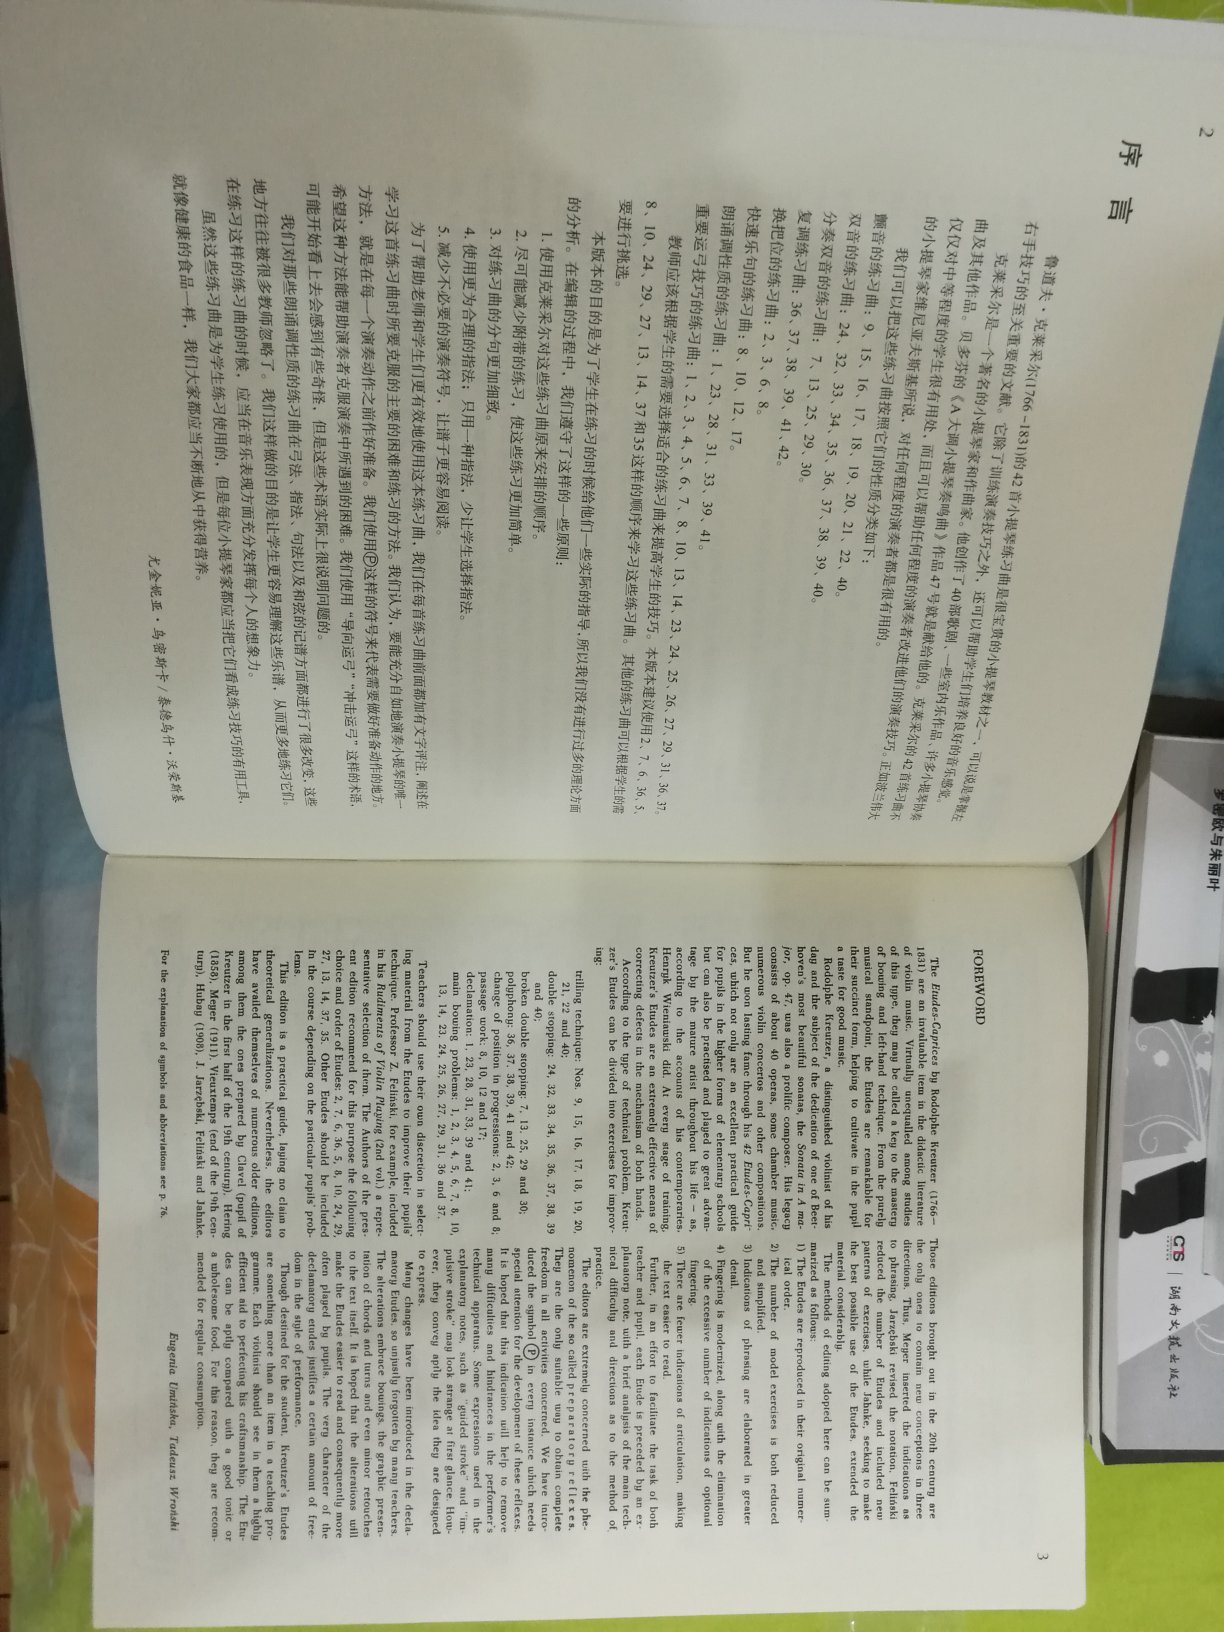 2
序言
鲁道夫·克莱采尔(1766–1831)的42首小提琴练习曲是很宝贵的小提琴教材之一，可以说是掌握左
右手技巧的至关重要的文献。它除了训练演奏技巧之外，还可以帮助学生们培养良好的音乐感觉。
克莱采尔是一个著名的小提琴家和作曲家。他创作了40部歌剧、一些室内乐作品、许多小提琴协奏
曲及其他作品。贝多芬的《A大调小提琴奏鸣曲》作品47号就是献给他的。克莱采尔的42首练习曲不
仅仅对中等程度的学生很有用处，而且可以帮助任何程度的演奏者改进他们的演奏技巧。正如波兰伟大
的小提琴家维尼亚夫斯基所说，对任何程度的演奏者都是很有用的。
我们可以把这些练习曲按照它们的性质分类如下：
颤音的练习曲：9、15、16、17、18、19、20、21、22、40。
双音的练习曲：24、32、33、34、35、36、37、38、39、40。
分奏双音的练习曲：7、13、25、29、30。
复调练习曲：36、37、38、39、41、42。
换把位的练习曲：2、3、6、8。
快速乐句的练习曲：8、10、12、17。
朗诵调性质的练习曲：1、23、28、31、33、39、41。
重要运弓技巧的练习曲：1、2、3、4、5、6、7、8、10、13、14、23、24、25、26、27、29、31、36、37。
教师应该根据学生的需要选择适合的练习曲来提高学生的技巧。本版本建议使用2、7、6、36、5、
8、10、24、29、27、13、14、37和35这样的顺序来学习这些练习曲。其他的练习曲可以根据学生的需
要进行挑选。
本版本的目的是为了学生在练习的时候给他们一些实际的指导，所以我们没有进行过多的理论方面
的分析。在编辑的过程中，我们遵守了这样的一些原则：
1. 使用克莱采尔对这些练习曲原来安排的顺序。
2. 尽可能减少附带的练习，使这些练习更加简单。
3. 对练习曲的分句更加细致。
4. 使用更为合理的指法；只用一种指法，少让学生选择指法。
5. 减少不必要的演奏符号，让谱子更容易阅读。
为了帮助老师和学生们更有效地使用这本练习曲，我们在每首练习曲前面都加有文字评注，阐述在
学习这首练习曲时所要克服的主要的困难和练习的方法。我们认为，要能充分自如地演奏小提琴的唯一
方法，就是在每一个演奏动作之前作好准备。我们使用Ⓟ这样的符号来代表需要做好准备动作的地方。
希望这种方法能帮助演奏者克服演奏中所遇到的困难。我们使用“导向运弓”“冲击运弓”这样的术语，
可能开始看上去会感到有些奇怪，但是这些术语实际上很说明问题的。
我们对那些朗诵调性质的练习曲在弓法、指法、句法以及和弦的记谱方面都进行了很多改变，这些
地方往往被很多教师忽略了。我们这样做的目的是让学生更容易理解这些乐谱，从而更多地练习它们。
在练习这样的练习曲的时候，应当在音乐表现方面充分发挥每个人的想象力。
虽然这些练习曲是为学生练习使用的，但是每位小提琴家都应当把它们看成练习技巧的有用工具，
就像健康的食品一样，我们大家都应当不断地从中获得营养。
尤金妮亚·乌密斯卡/泰德乌什·沃荣斯基
3
FOREWORD
The Etudes-Caprices by Rodolphe Kreutzer (1766–
1831) are an invaluable item in the didactic literature
of violin music. Virtually unequalled among studies
of this type, they may be called a key to the mastery
of bowing and left-hand technique. From the purely
musical standpoint, the Etudes are remarkable for
their succinct form, helping to cultivate in the pupil
a taste for good music.
Rodolphe Kreutzer, a distinguished violinist of his
day and the subject of the dedication of one of Beet-
hoven's most beautiful sonatas, the Sonata in A ma-
jor, op. 47, was also a prolific composer. His legacy
consists of about 40 operas, some chamber music,
numerous violin concertos and other compositions.
But he won lasting fame through his 42 Etudes-Capri-
ces, which not only are an excellent practical guide
for pupils in the higher forms of elementary schools
but can also be practised and played to great advan-
tage by the mature artist throughout his life – as,
according to the accounts of his contemporaries,
Henryk Wieniawski did. At every stage of training,
Kreutzer's Etudes are an extremely effective means of
correcting defects in the mechanism of both hands.
According to the type of technical problem, Kreut-
zer's Etudes can be divided into exercises for improv-
ing:
trilling technique: Nos. 9, 15, 16, 17, 18, 19, 20,
21, 22 and 40;
double stopping: 24, 32, 33, 34, 35, 36, 37, 38, 39
and 40;
broken double stopping: 7, 13, 25, 29 and 30;
polyphony: 36, 37, 38, 39, 41 and 42;
change of position in progressions: 2, 3, 6 and 8;
passage work: 8, 10, 12 and 17;
declamation: 1, 23, 28, 31, 33, 39 and 41;
main bowing problems: 1, 2, 3, 4, 5, 6, 7, 8, 10,
13, 14, 23, 24, 25, 26, 27, 29, 31, 36 and 37.
Teachers should use their own discretion in select-
ing material from the Etudes to improve their pupils'
technique. Professor Z. Feliński, for example, included
in his Rudiments of Violin Playing (2nd vol.) a repre-
sentative selection of them. The Authors of the pres-
ent edition recommend for this purpose the following
choice and order of Etudes: 2, 7, 6, 36, 5, 8, 10, 24, 29,
27, 13, 14, 37, 35. Other Etudes should be included
in the course depending on the particular pupils' prob-
lems.
This edition is a practical guide, laying no claim to
theoretical generalizations. Nevertheless, the editors
have availed themselves of numerous older editions,
among them the ones prepared by Clavel (pupil of
Kreutzer in the first half of the 19th century), Hering
(1858), Meyer (1911), Vieuxtemps (end of the 19th cen-
tury), Hubay (1908), J. Jarzębski, Feliński and Jahnke.
For the explanation of symbols and abbreviations see p. 76.
Those editions brought out in the 20th century are
the only ones to contain new conceptions in three
directions. Thus, Meyer inserted the indications as
to phrasing, Jarzębski revised the notation, Feliński
reduced the number of Etudes and included new
patterns of exercises, while Jahnke, seeking to make
the best possible use of the Etudes, extended the
material considerably.
The methods of editing adopted here can be sum-
marized as follows:
1) The Etudes are reproduced in their original numer-
ical order.
2) The number of model exercises is both reduced
and simplified.
3) Indications of phrasing are elaborated in greater
detail.
4) Fingering is modernized, along with the elimination
of the excessive number of indications of optional
fingering.
5) There are fewer indications of articulation, making
the text easier to read.
Further, in an effort to facilitate the task of both
teacher and pupil, each Etude is preceded by an ex-
planatory note, with a brief analysis of the main tech-
nical difficulty and directions as to the method of
practice.
The editors are extremely concerned with the phe-
nomenon of the so called preparatory reflexes.
They are the only suitable way to obtain complete
freedom in all activities concerned. We have intro-
duced the symbol Ⓟ in every instance which needs
special attention for the development of these reflexes.
It is hoped that this indication will help to remove
many difficulties and hindrances in the performer's
technical apparatus. Some expressions used in the
explanatory notes, such as "guided stroke" and "im-
pulsive stroke" may look strange at first glance. How-
ever, they convey aptly the idea they are designed
to express.
Many changes have been introduced in the decla-
matory Etudes, so unjustly forgotten by many teachers.
The alterations embrace bowings, the graphic presen-
tation of chords and turns and even minor retouches
to the text itself. It is hoped that the alterations will
make the Etudes easier to read and consequently more
often played by pupils. The very character of the
declamatory etudes justifies a certain amount of free-
dom in the style of performance.
Though destined for the student, Kreutzer's Etudes
are something more than an item in a teaching pro-
gramme. Each violinist should see in them a highly
efficient aid to perfecting his craftsmanship. The Etu-
des can be aptly compared with a good tonic or
a wholesome food. For this reason, they are recom-
mended for regular consumption.
Eugenia Umińska, Tadeusz Wroński
罗密欧与朱丽叶
湖南文艺出版社